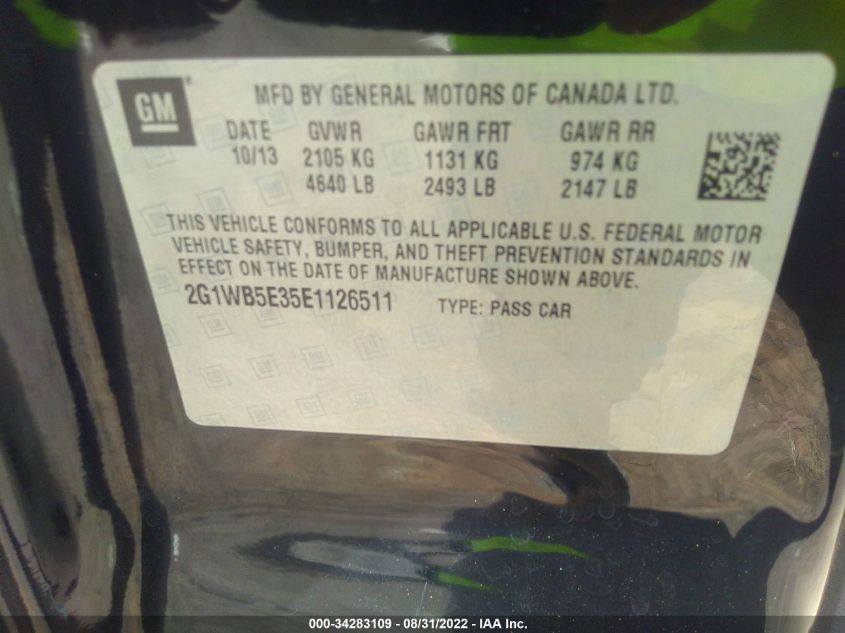 GM®
MFD BY GENERAL MOTORS OF CANADA LTD.
DATE GVWR GAWR FRT GAWR RR
10/13 2105 KG 1131 KG 974 KG
4640 LB 2493 LB 2147 LB
THIS VEHICLE CONFORMS TO ALL APPLICABLE U.S. FEDERAL MOTOR
VEHICLE SAFETY, BUMPER, AND THEFT PREVENTION STANDARDS IN
EFFECT ON THE DATE OF MANUFACTURE SHOWN ABOVE.
2G1WB5E35E1126511 TYPE: PASS CAR
000-34283109 - 08/31/2022 - IAA Inc.